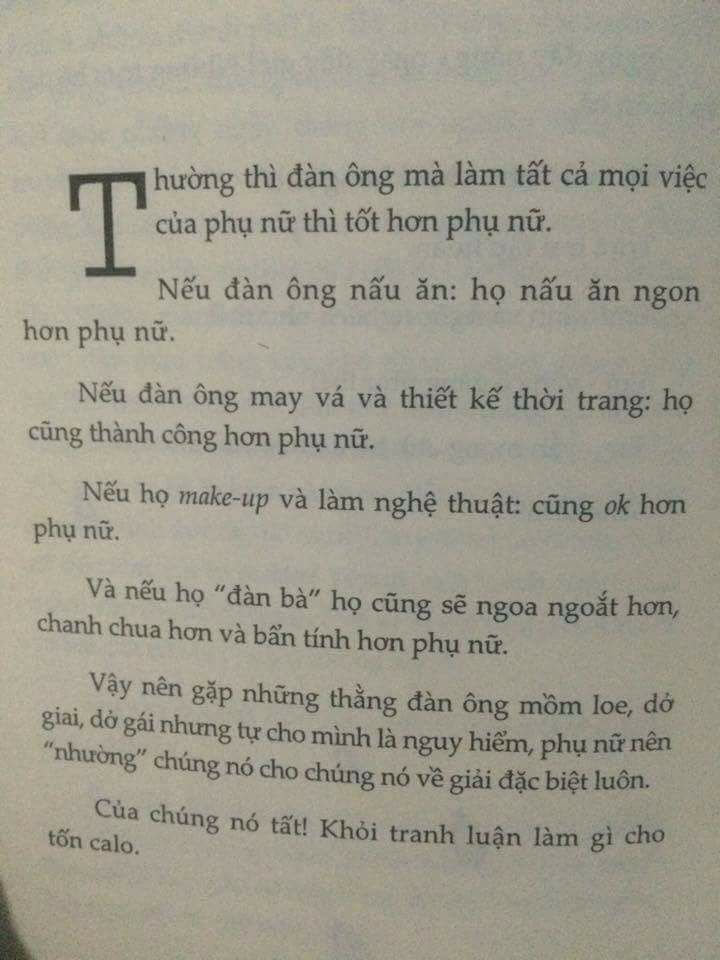 Thường thì đàn ông mà làm tất cả mọi việc
của phụ nữ thì tốt hơn phụ nữ.
Nếu đàn ông nấu ăn: họ nấu ăn ngon
hơn phụ nữ.
Nếu đàn ông may vá và thiết kế thời trang: họ
cũng thành công hơn phụ nữ.
Nếu họ make-up và làm nghệ thuật: cũng ok hơn
phụ nữ.
Và nếu họ "đàn bà" họ cũng sẽ ngoa ngoắt hơn,
chanh chua hơn và bẩn tính hơn phụ nữ.
Vậy nên gặp những thằng đàn ông mồm loe, dở
giai, dở gái nhưng tự cho mình là nguy hiểm, phụ nữ nên
"nhường" chúng nó cho chúng nó về giải đặc biệt luôn.
Của chúng nó tất! Khỏi tranh luận làm gì cho
tốn calo.